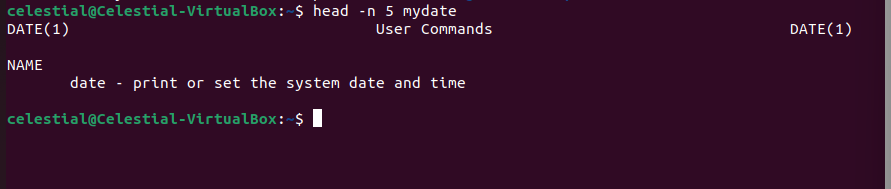 celestial@Celestial-VirtualBox:~$ head -n 5 mydate
DATE(1) User Commands DATE(1)
NAME
date - print or set the system date and time
celestial@Celestial-VirtualBox:~$